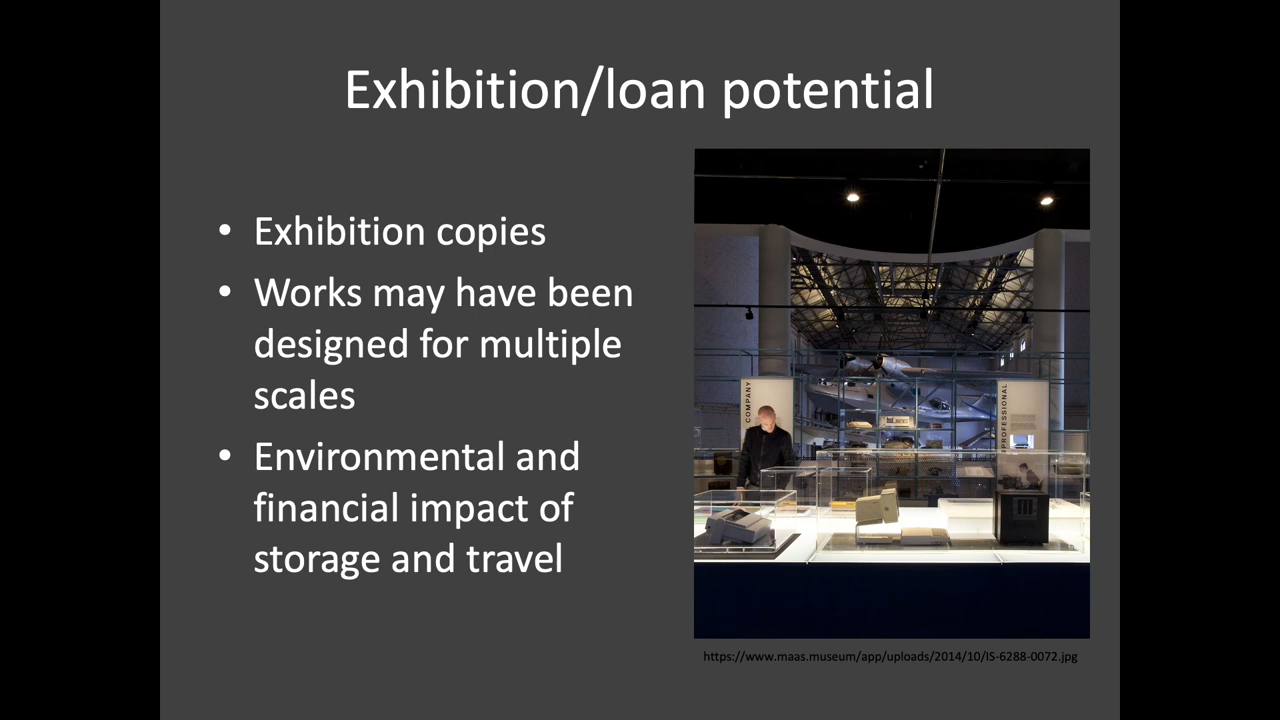 Exhibition/loan potential
• Exhibition copies
• Works may have been
designed for multiple
scales
• Environmental and
financial impact of
storage and travel
COMPANY
PROFESSIONAL
https://www.maas.museum/app/uploads/2014/10/IS-6288-0072.jpg